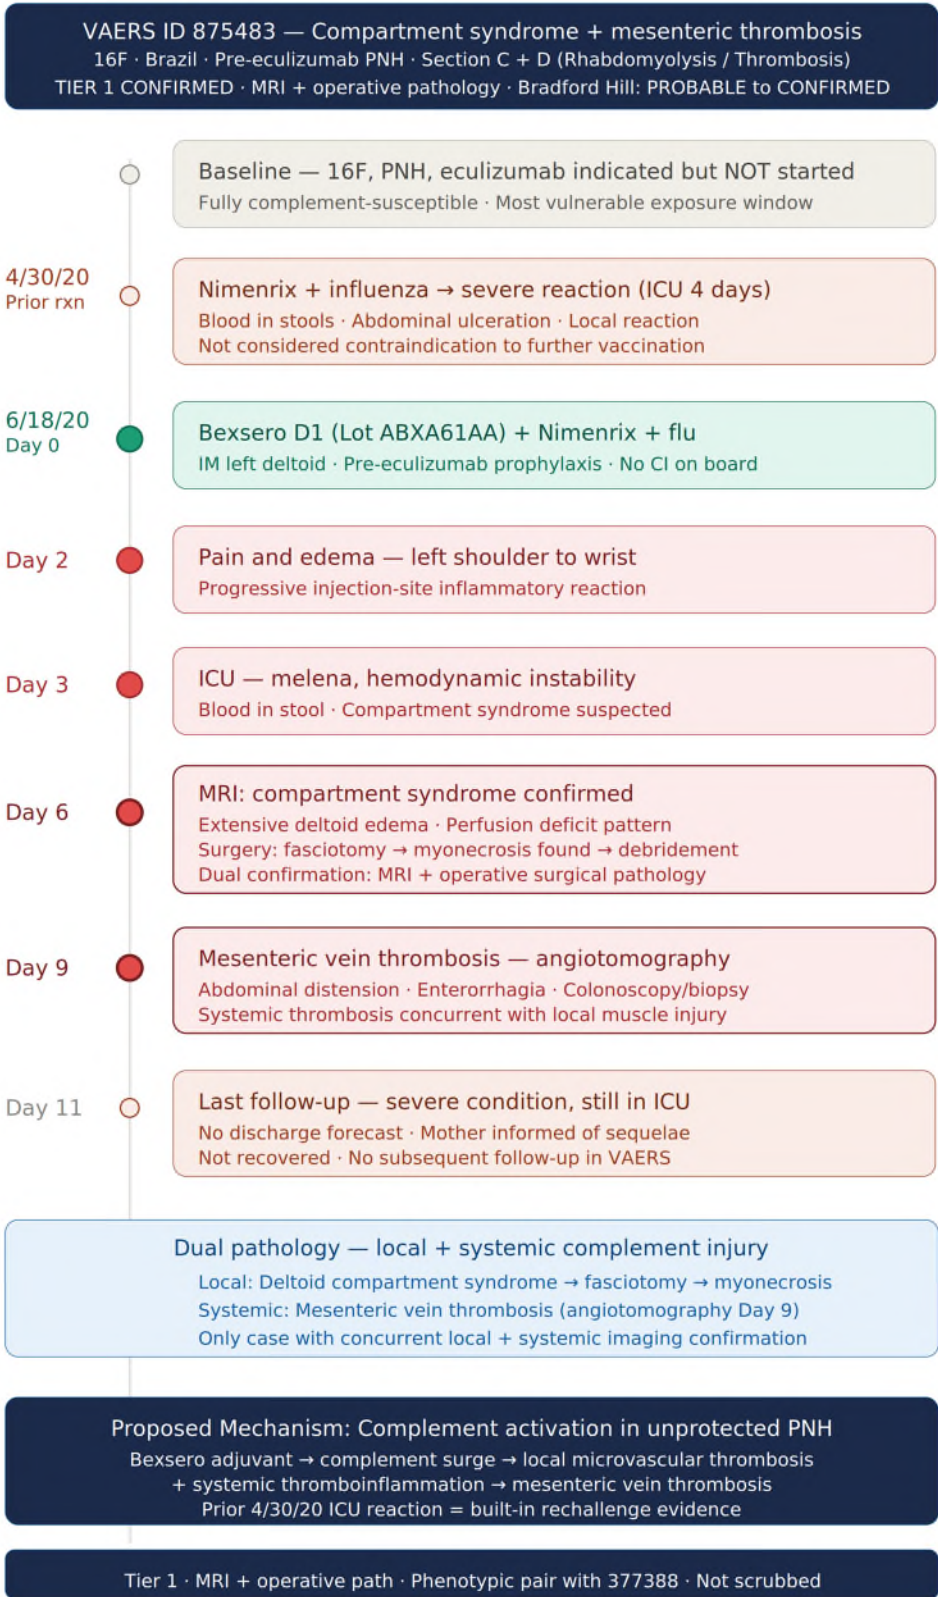 VAERS ID 875483 — Compartment syndrome + mesenteric thrombosis
16F · Brazil · Pre-eculizumab PNH · Section C + D (Rhabdomyolysis / Thrombosis)
TIER 1 CONFIRMED · MRI + operative pathology · Bradford Hill: PROBABLE to CONFIRMED
Baseline — 16F, PNH, eculizumab indicated but NOT started
Fully complement-susceptible · Most vulnerable exposure window
4/30/20
Prior rxn
Nimenrix + influenza → severe reaction (ICU 4 days)
Blood in stools · Abdominal ulceration · Local reaction
Not considered contraindication to further vaccination
6/18/20
Day 0
Bexsero D1 (Lot ABXA61AA) + Nimenrix + flu
IM left deltoid · Pre-eculizumab prophylaxis · No CI on board
Day 2
Pain and edema — left shoulder to wrist
Progressive injection-site inflammatory reaction
Day 3
ICU — melena, hemodynamic instability
Blood in stool · Compartment syndrome suspected
Day 6
MRI: compartment syndrome confirmed
Extensive deltoid edema · Perfusion deficit pattern
Surgery: fasciotomy → myonecrosis found → debridement
Dual confirmation: MRI + operative surgical pathology
Day 9
Mesenteric vein thrombosis — angiotomography
Abdominal distension · Enterorrhagia · Colonoscopy/biopsy
Systemic thrombosis concurrent with local muscle injury
Day 11
Last follow-up — severe condition, still in ICU
No discharge forecast · Mother informed of sequelae
Not recovered · No subsequent follow-up in VAERS
Dual pathology — local + systemic complement injury
Local: Deltoid compartment syndrome → fasciotomy → myonecrosis
Systemic: Mesenteric vein thrombosis (angiotomography Day 9)
Only case with concurrent local + systemic imaging confirmation
Proposed Mechanism: Complement activation in unprotected PNH
Bexsero adjuvant → complement surge → local microvascular thrombosis
+ systemic thromboinflammation → mesenteric vein thrombosis
Prior 4/30/20 ICU reaction = built-in rechallenge evidence
Tier 1 · MRI + operative path · Phenotypic pair with 377388 · Not scrubbed